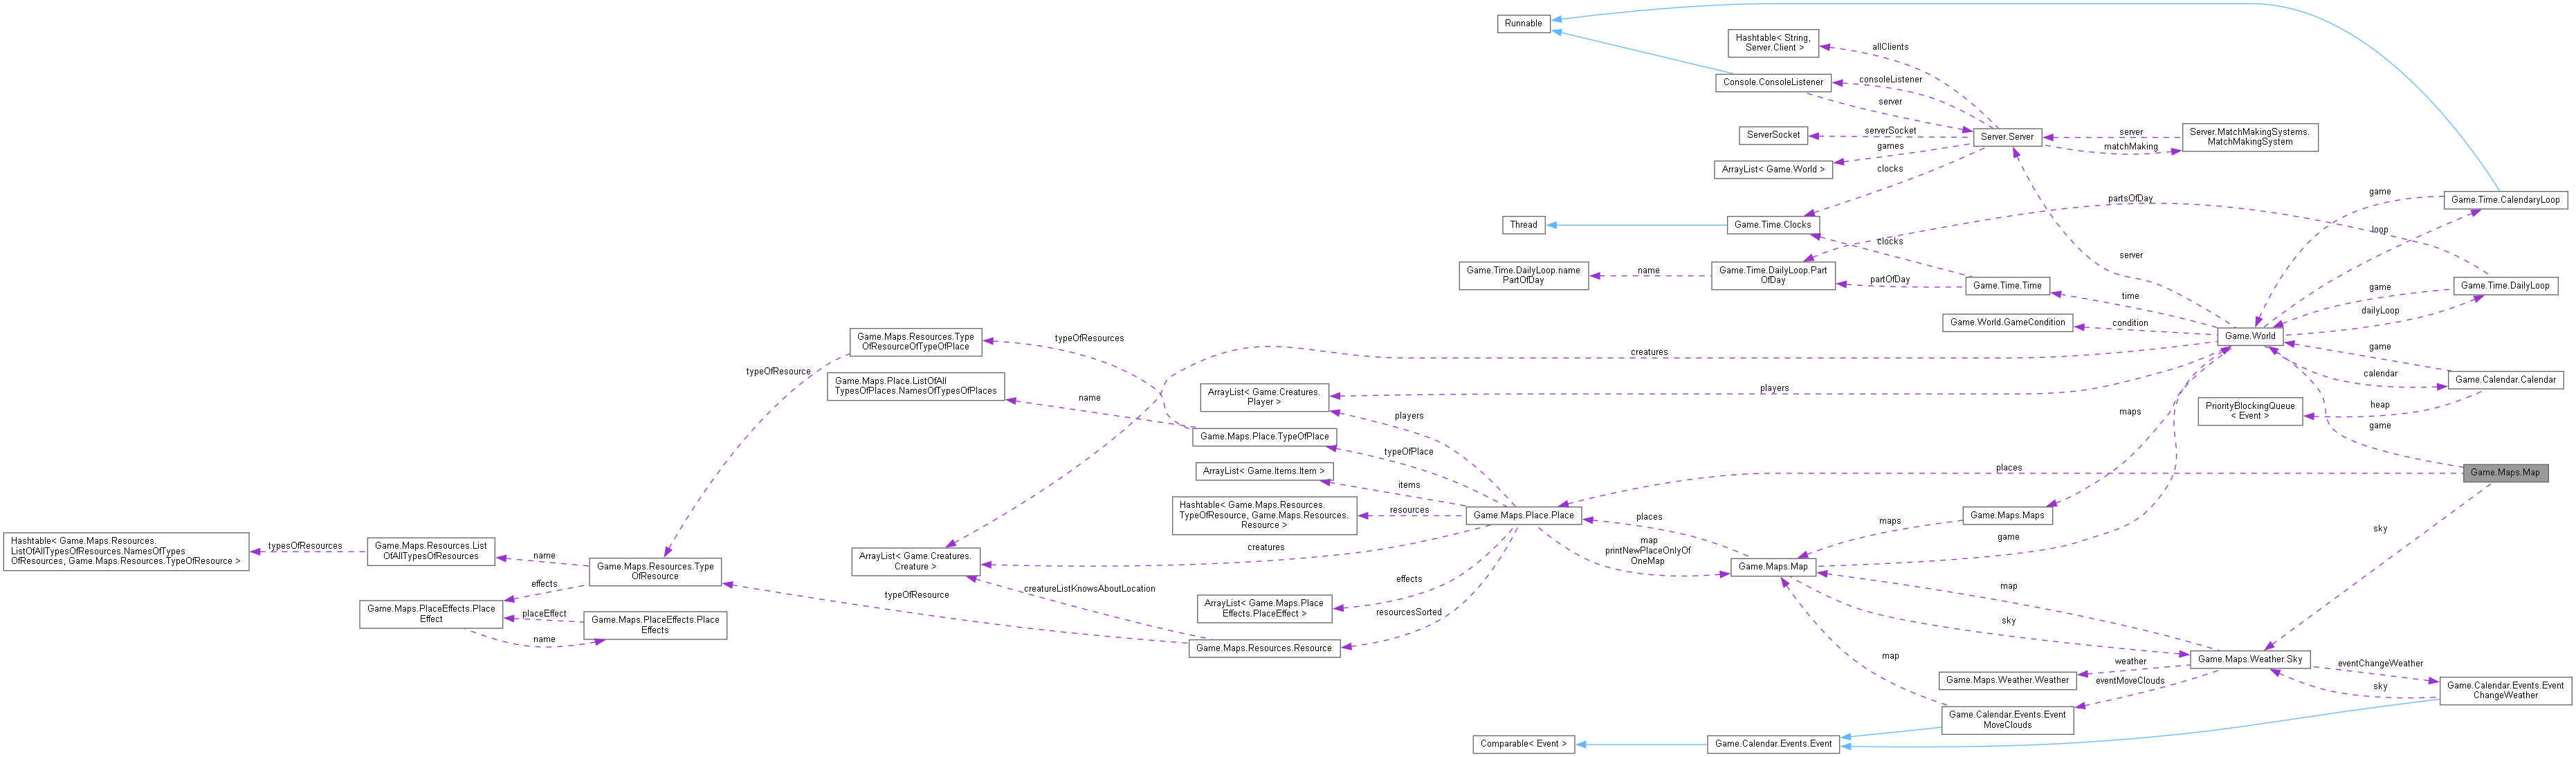 Runnable
Hashtable< String,
Server.Client >
allClients
Console.ConsoleListener
consoleListener
server
ServerSocket
serverSocket
Server.Server
server
matchMaking
Server.MatchMakingSystems.
MatchMakingSystem
games
ArrayList< Game.World >
clocks
partsOfDay
game
Game.Time.CalendaryLoop
Thread
Game.Time.Clocks
loop
clocks
server
Game.Time.DailyLoop.name
PartOfDay
name
Game.Time.DailyLoop.Part
OfDay
partOfDay
Game.Time.Time
time
game
Game.Time.DailyLoop
dailyLoop
Game.World.GameCondition
condition
Game.World
Game.Maps.Resources.Type
OfResourceOfTypeOfPlace
typeOfResources
creatures
game
typeOfResource
Game.Maps.Place.ListOfAll
TypesOfPlaces.NamesOfTypesOfPlaces
name
ArrayList< Game.Creatures.
Player >
players
calendar
Game.Calendar.Calendar
players
maps
PriorityBlockingQueue
< Event >
heap
game
Game.Maps.Place.TypeOfPlace
typeOfPlace
ArrayList< Game.Items.Item >
items
places
Game.Maps.Map
Hashtable< Game.Maps.Resources.
TypeOfResource, Game.Maps.Resources.
Resource >
resources
Game.Maps.Place.Place
places
maps
Game.Maps.Maps
sky
Hashtable< Game.Maps.Resources.
ListOfAllTypesOfResources.NamesOfTypes
OfResources, Game.Maps.Resources.TypeOfResource >
typesOfResources
Game.Maps.Resources.List
OfAllTypesOfResources
name
Game.Maps.Resources.Type
OfResource
ArrayList< Game.Creatures.
Creature >
creatures
map
printNewPlaceOnlyOf
OneMap
game
Game.Maps.Map
effects
creatureListKnowsAboutLocation
typeOfResource
effects
map
Game.Maps.PlaceEffects.Place
Effect
placeEffect
Game.Maps.PlaceEffects.Place
Effects
name
ArrayList< Game.Maps.Place
Effects.PlaceEffect >
resourcesSorted
sky
Game.Maps.Resources.Resource
map
Game.Maps.Weather.Sky
weather
Game.Maps.Weather.Weather
eventMoveClouds
eventChangeWeather
sky
Game.Calendar.Events.Event
ChangeWeather
Game.Calendar.Events.Event
MoveClouds
Comparable< Event >
Game.Calendar.Events.Event